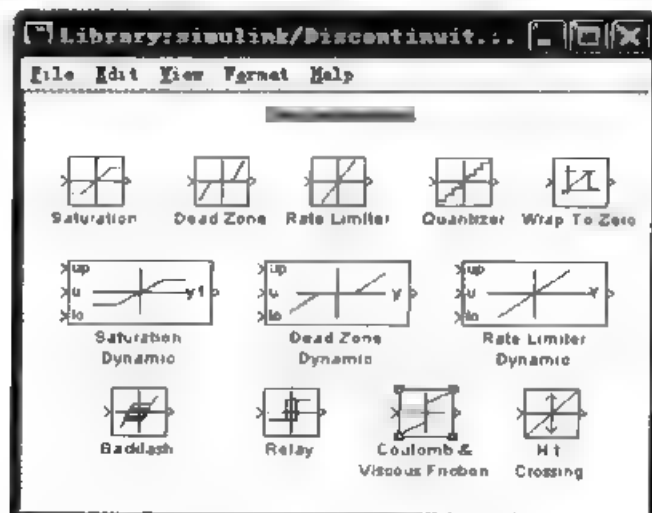 Library:simulink/Discontinuit...
File Edit View Format Help
Saturation Dead Zone Rate Limiter Quantizer Wrap To Zero
up up up
u y1 u y u Y
lo lo lo
Saturation Dynamic
Dead Zone Dynamic
Rate Limiter Dynamic
Backlash Relay
Coulomb & Viscous Friction
Hit Crossing